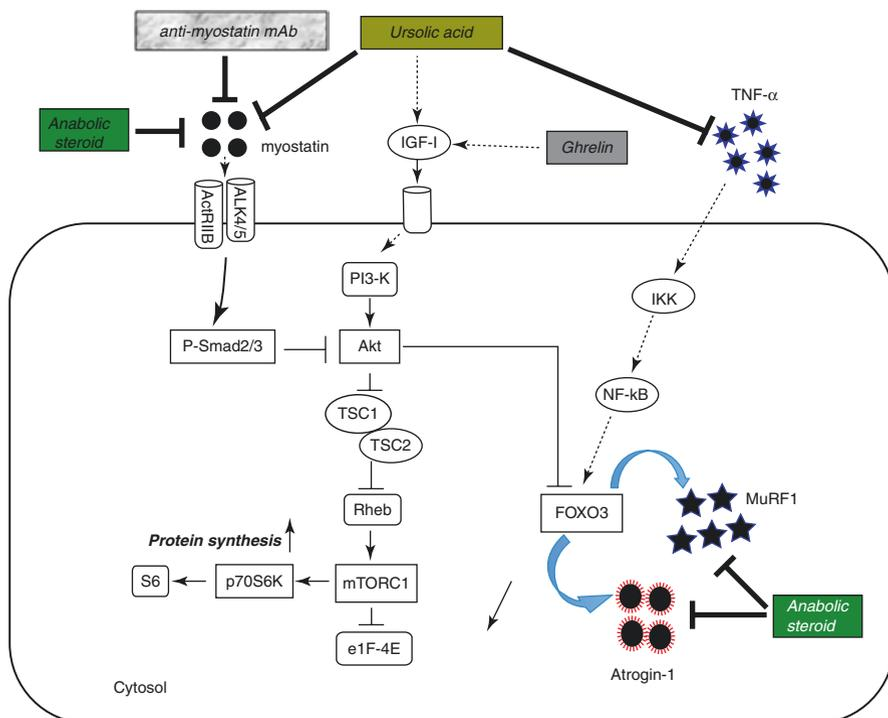 anti-myostatin mAb
Ursolic acid
TNF-α
Anabolic
steroid
myostatin
IGF-I
Ghrelin
ActRIIB
ALK4/5
PI3-K
IKK
P-Smad2/3
Akt
NF-kB
TSC1
TSC2
Rheb
FOXO3
MuRF1
Protein synthesis
S6
p70S6K
mTORC1
e1F-4E
Anabolic
steroid
Atrogin-1
Cytosol